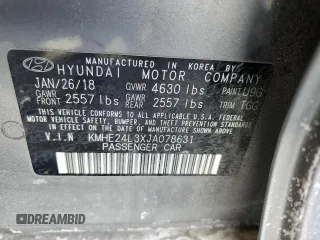 MANUFACTURED IN KOREA BY
HYUNDAI MOTOR COMPANY
JAN/26/18 GVWR 4630 lbs PAINT U9G
GAWR FRONT 2557 lbs GAWR REAR 2557 lbs TRIM TGG
THIS VEHICLE CONFORMS TO ALL APPLICABLE U.S.
FEDERAL MOTOR VEHICLE SAFETY, BUMPER, AND THEFT
PREVENTION STANDARDS IN EFFECT ON THE DATE OF
MANUFACTURE SHOWN ABOVE.
V.I.N KMHE24L3XJA078631
PASSENGER CAR
DREAMBID
DREAMBID.COM